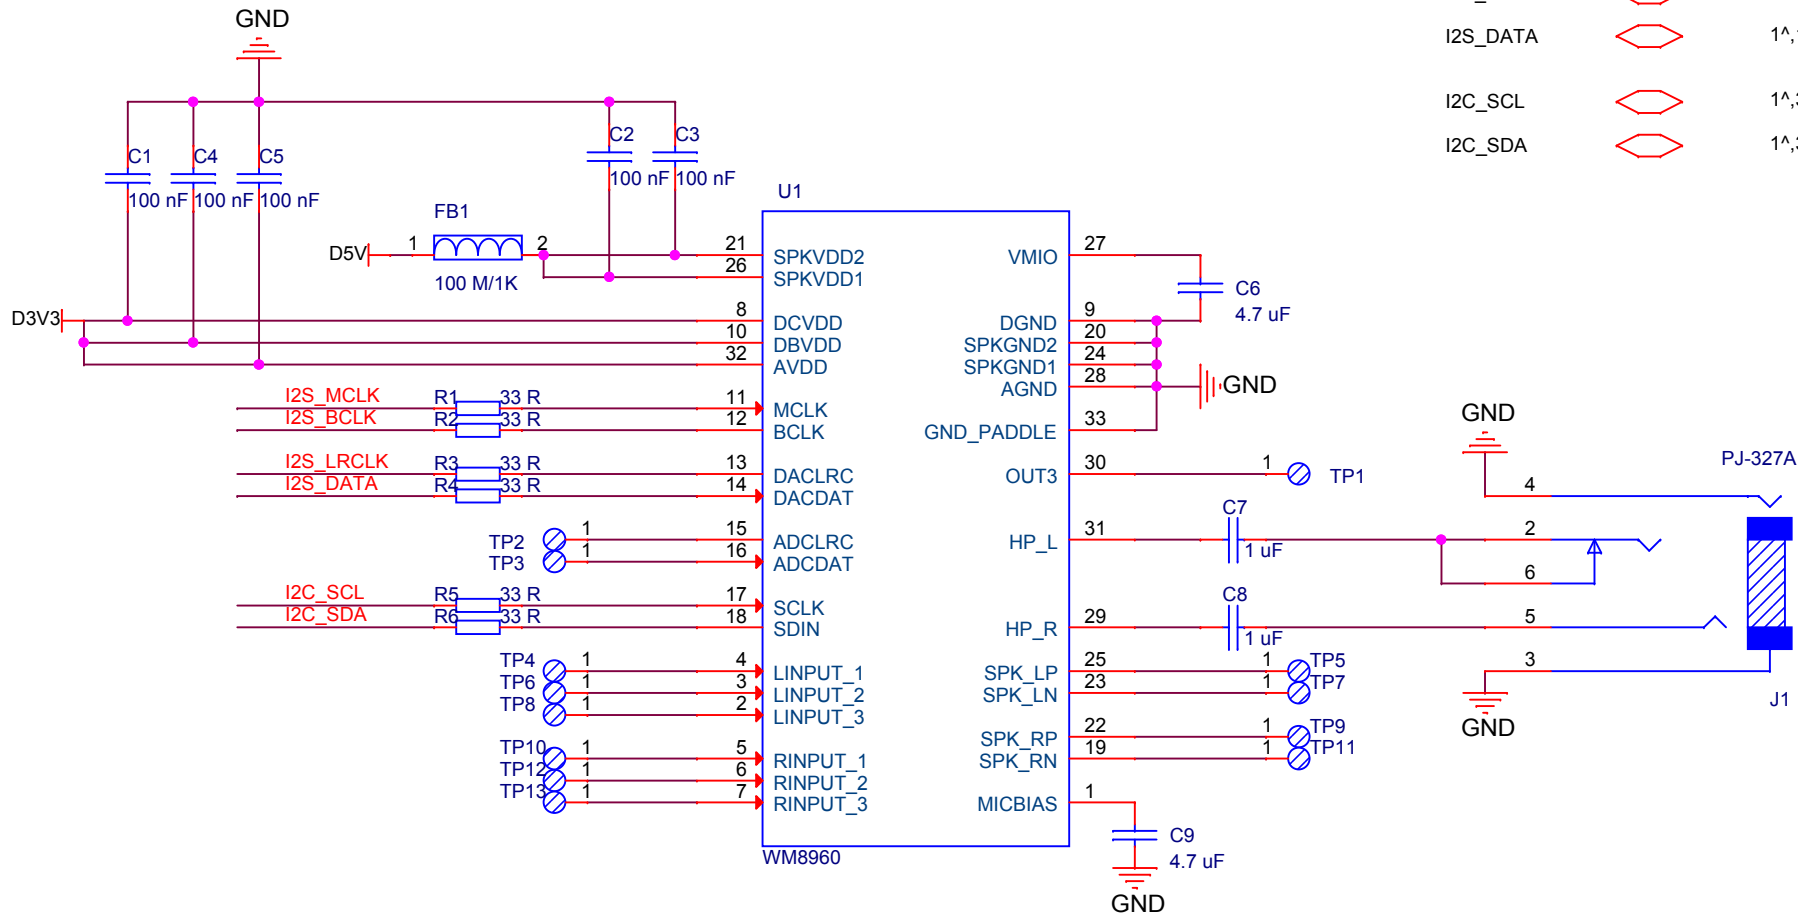 GND
I2S_DATA 1^,
I2C_SCL 1^,
I2C_SDA 1^,
C1 C4 C5 C2 C3
100 nF 100 nF 100 nF 100 nF 100 nF
U1
FB1
D5V 1 2 21 SPKVDD2
26 SPKVDD1
100 M/1K
D3V3 8 DCVDD
10 DBVDD
32 AVDD
I2S_MCLK R1 33 R 11 MCLK
I2S_BCLK R2 33 R 12 BCLK
I2S_LRCLK R3 33 R 13 DACLRC
I2S_DATA R4 33 R 14 DACDAT
TP2 1 15 ADCLRC
TP3 1 16 ADCDAT
I2C_SCL R5 33 R 17 SCLK
I2C_SDA R6 33 R 18 SDIN
TP4 1 4 LINPUT_1
TP6 1 3 LINPUT_2
TP8 1 2 LINPUT_3
TP10 1 5 RINPUT_1
TP12 1 6 RINPUT_2
TP13 1 7 RINPUT_3
WM8960
VMIO 27
C6
4.7 uF
DGND 9
SPKGND2 20
SPKGND1 24
AGND 28
GND
GND_PADDLE 33
OUT3 30 1 TP1
HP_L 31 C7 1 uF
HP_R 29 C8 1 uF
SPK_LP 25 1 TP5
SPK_LN 23 1 TP7
SPK_RP 22 1 TP9
SPK_RN 19 1 TP11
MICBIAS 1
C9
4.7 uF
GND
GND
PJ-327A
4
2
6
5
3
GND
J1